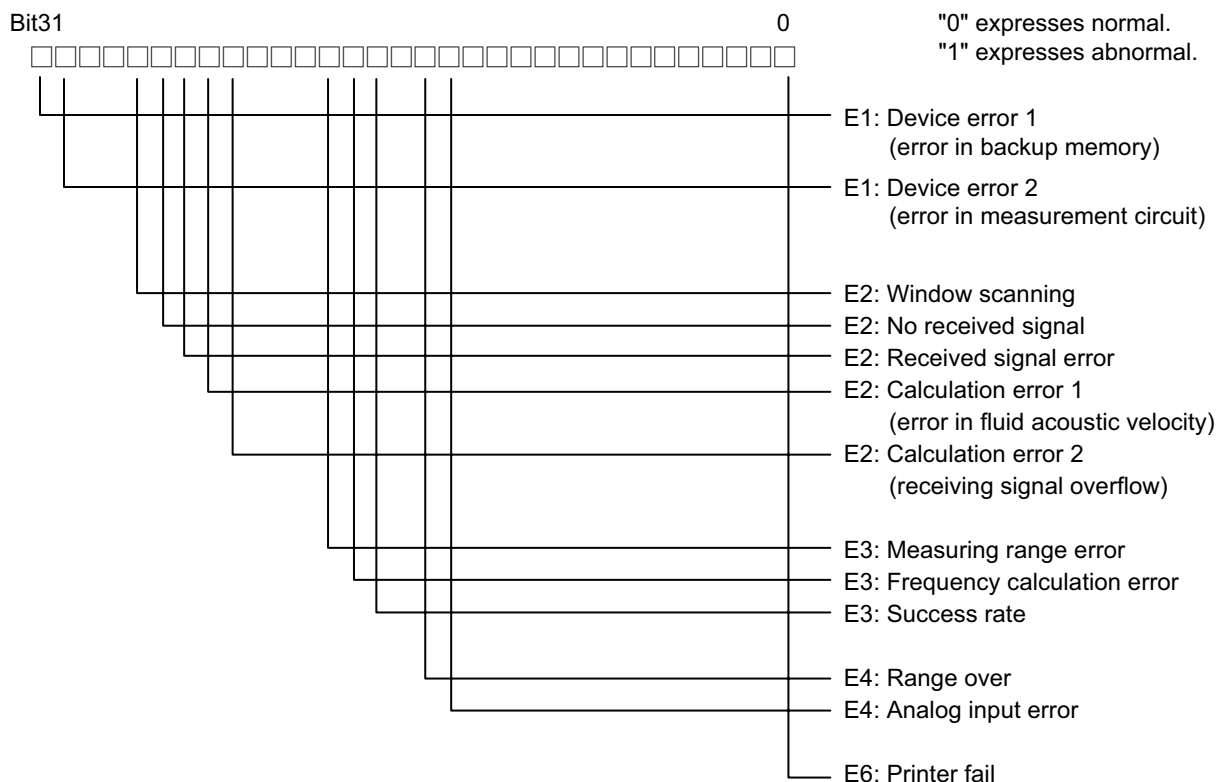 Bit31 0 "0" expresses normal.
"1" expresses abnormal.
E1: Device error 1
(error in backup memory)
E1: Device error 2
(error in measurement circuit)
E2: Window scanning
E2: No received signal
E2: Received signal error
E2: Calculation error 1
(error in fluid acoustic velocity)
E2: Calculation error 2
(receiving signal overflow)
E3: Measuring range error
E3: Frequency calculation error
E3: Success rate
E4: Range over
E4: Analog input error
E6: Printer fail